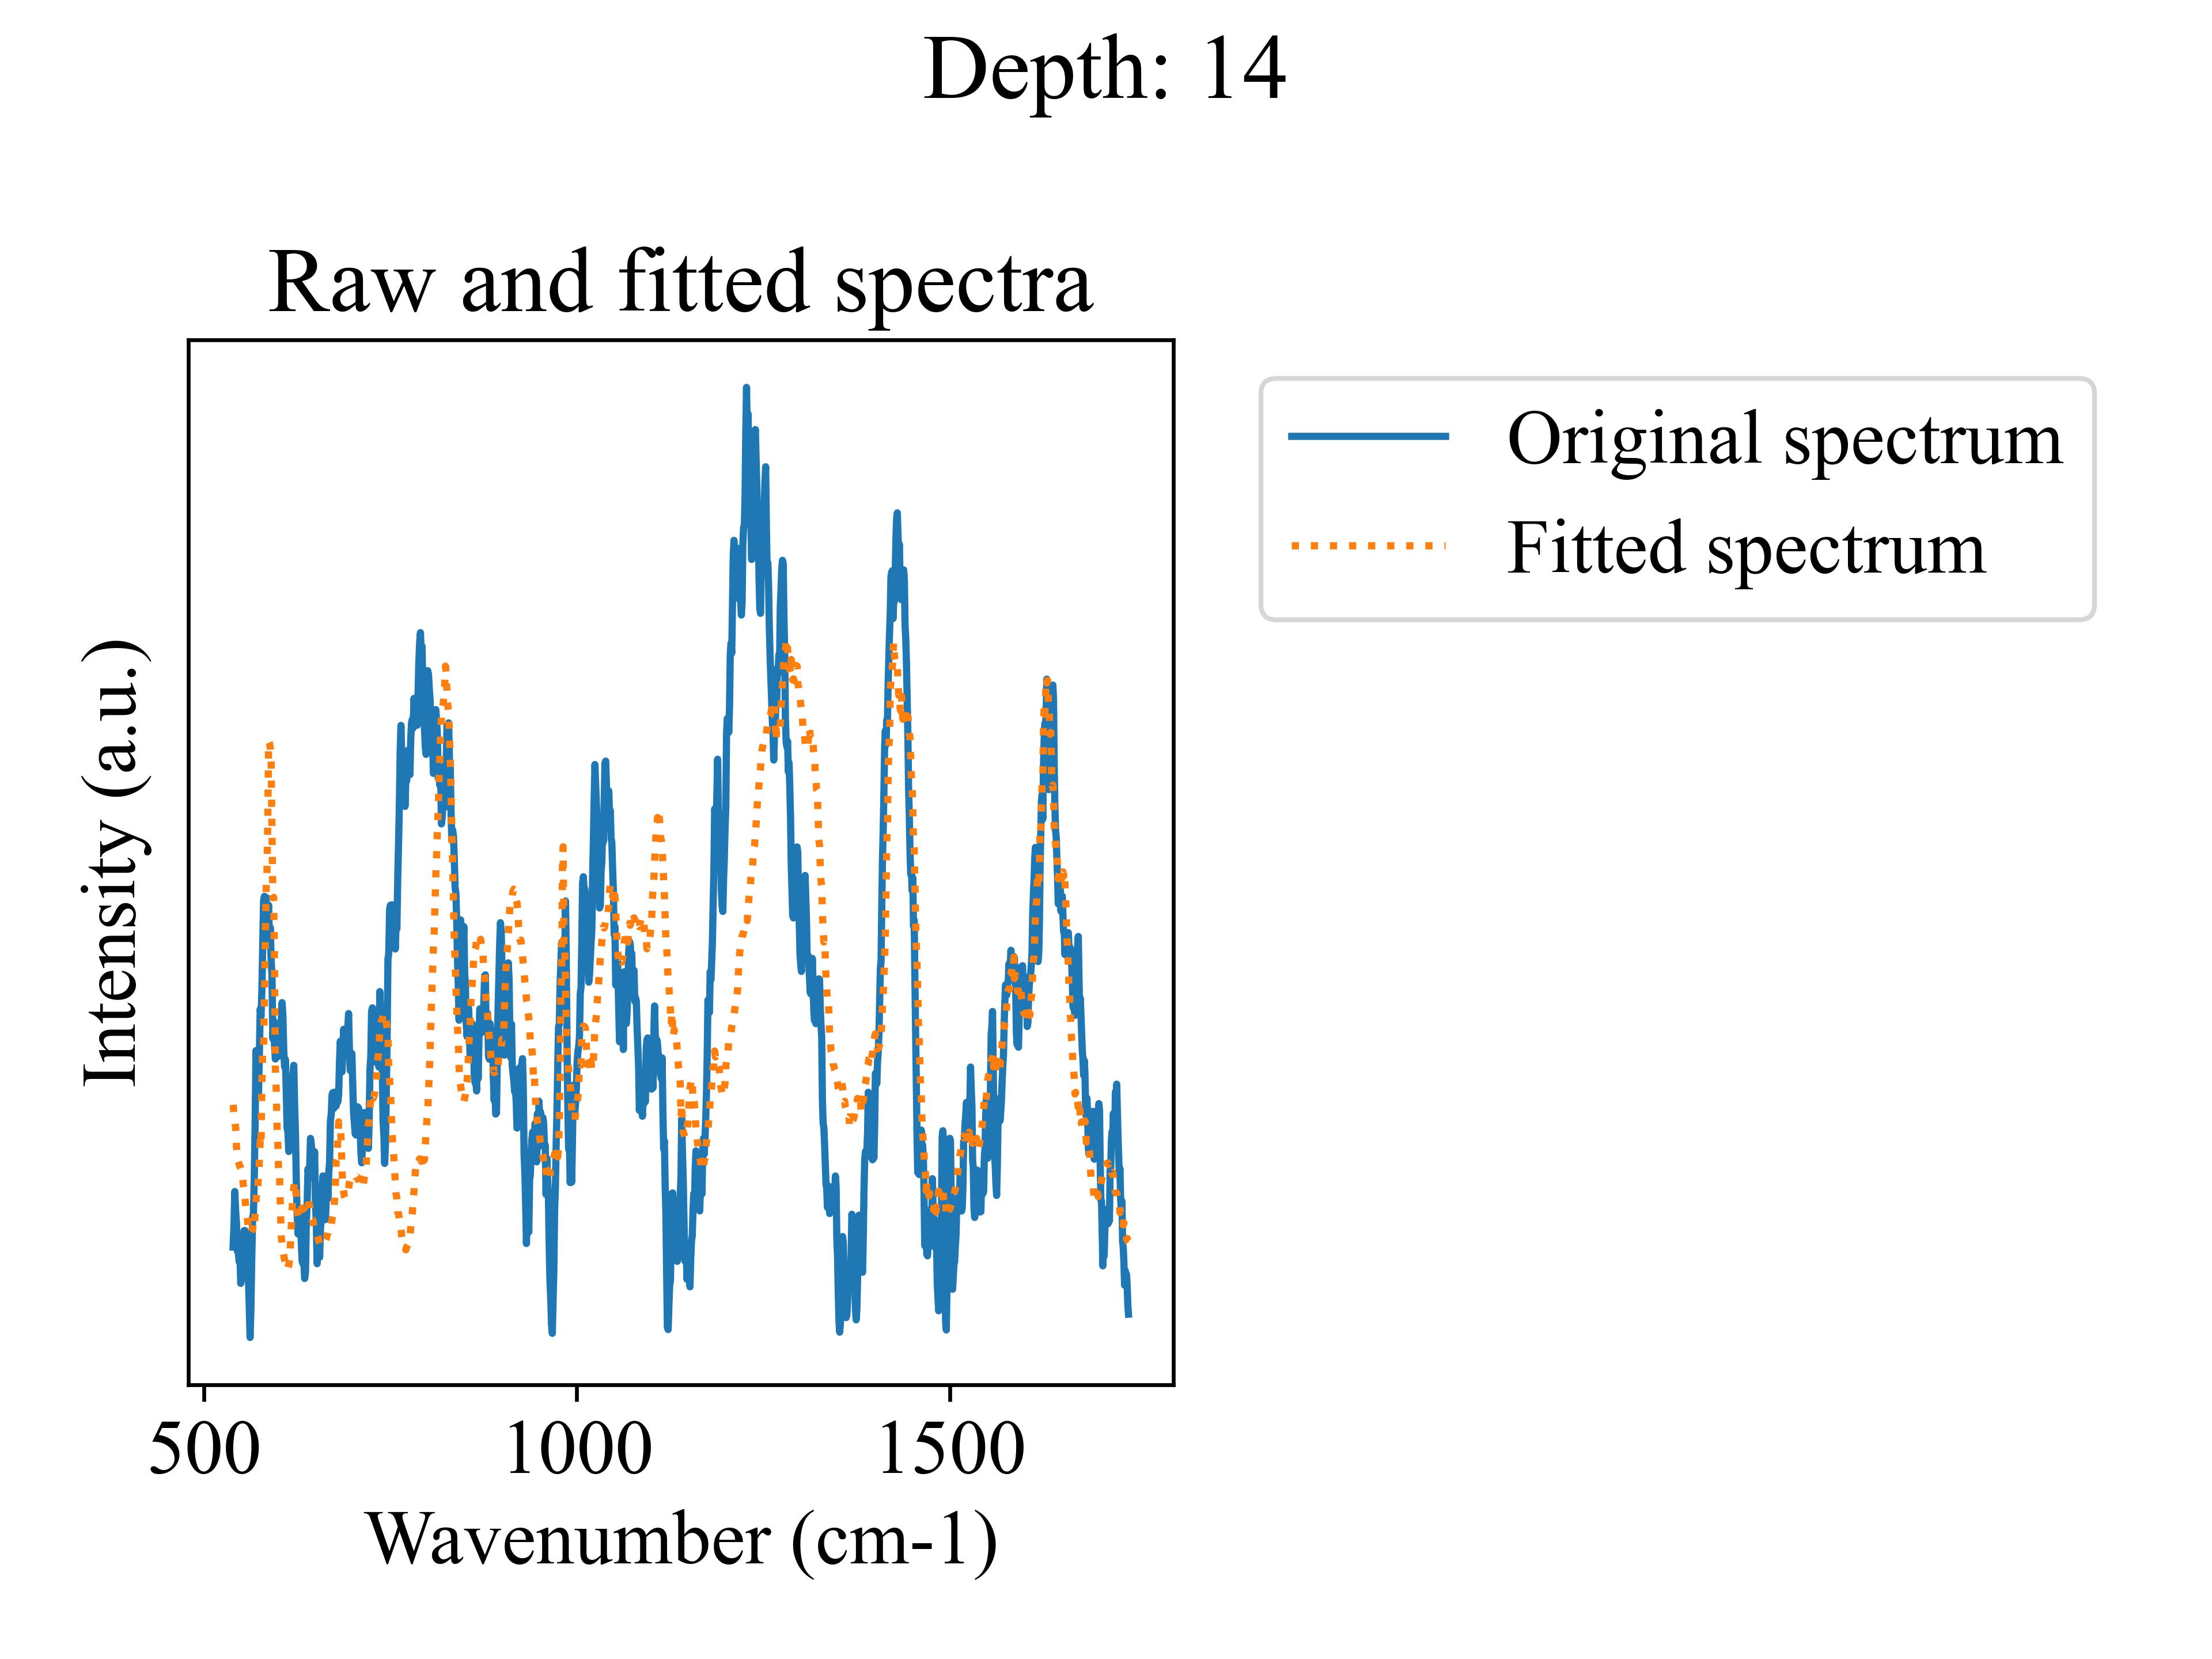 Depth: 14
Raw and fitted spectra
Original spectrum
Fitted spectrum
Intensity (a.u.)
500 1000 1500
Wavenumber (cm-1)